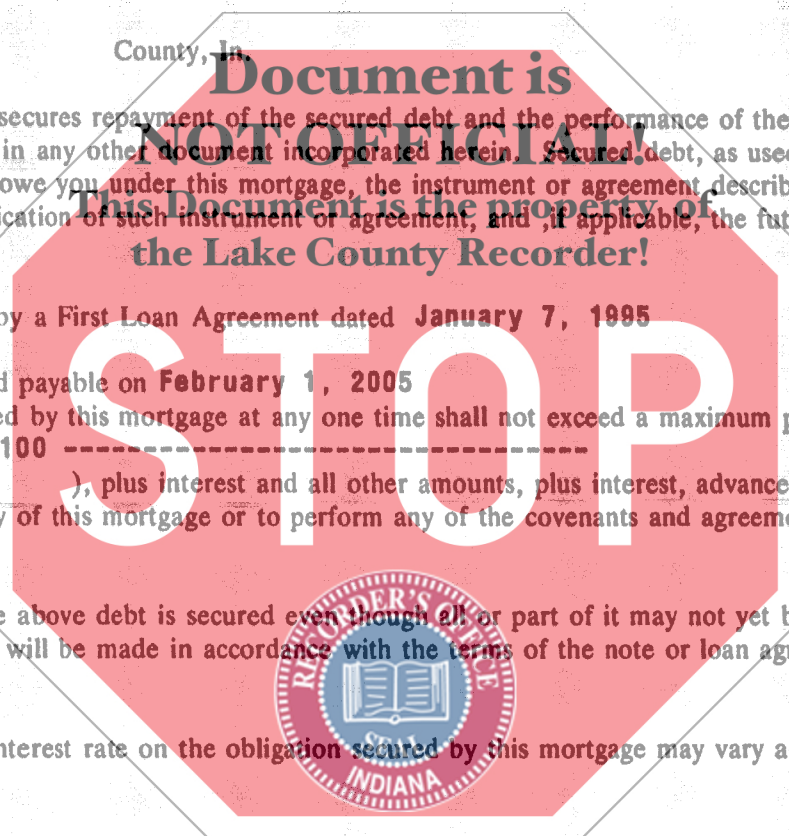 County, In.
Document is
secures repayment of the secured debt and the performance of the
NOT OFFICIAL!
in any other document incorporated herein. Secured debt, as used
owe you under this mortgage, the instrument or agreement describ
This Document is the property of
ication of such instrument or agreement, and ,if applicable, the fut
the Lake County Recorder!
by a First Loan Agreement dated January 7, 1995
STOP
d payable on February 1, 2005
ed by this mortgage at any one time shall not exceed a maximum p
100 ----------------------------------
), plus interest and all other amounts, plus interest, advance
y of this mortgage or to perform any of the covenants and agreeme
e above debt is secured even though all or part of it may not yet b
will be made in accordance with the terms of the note or loan agr
RECORDER'S OFFICE
SEAL
INDIANA
nterest rate on the obligation secured by this mortgage may vary a